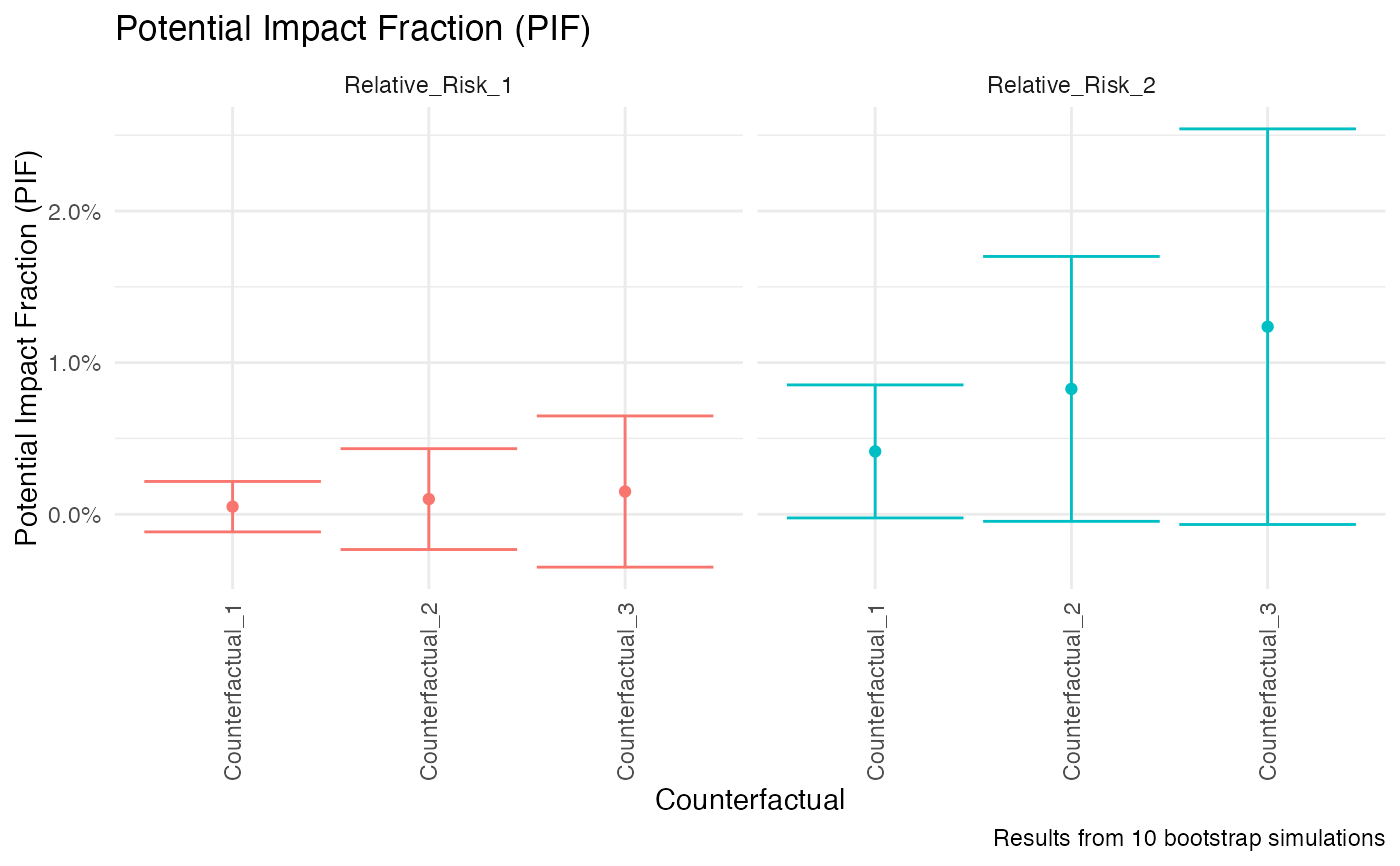 Potential Impact Fraction (PIF)
Relative_Risk_1
Relative_Risk_2
Potential Impact Fraction (PIF)
2.0%
1.0%
0.0%
Counterfactual_1
Counterfactual_2
Counterfactual_3
Counterfactual_1
Counterfactual_2
Counterfactual_3
Counterfactual
Results from 10 bootstrap simulations